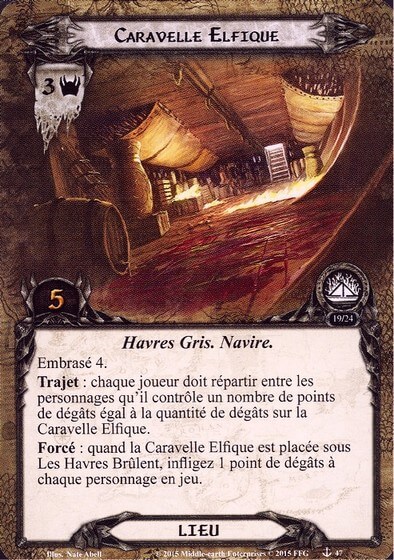 Caravelle Elfique
3
5
19/24
Havres Gris. Navire.
Embrasé 4.
Trajet : chaque joueur doit répartir entre les
personnages qu'il contrôle un nombre de points
de dégâts égal à la quantité de dégâts sur la
Caravelle Elfique.
Forcé : quand la Caravelle Elfique est placée sous
Les Havres Brûlent, infligez 1 point de dégâts à
chaque personnage en jeu.
LIEU
Illus. Nate Abell © 2015 Middle-earth Enterprises © 2015 FFG 47